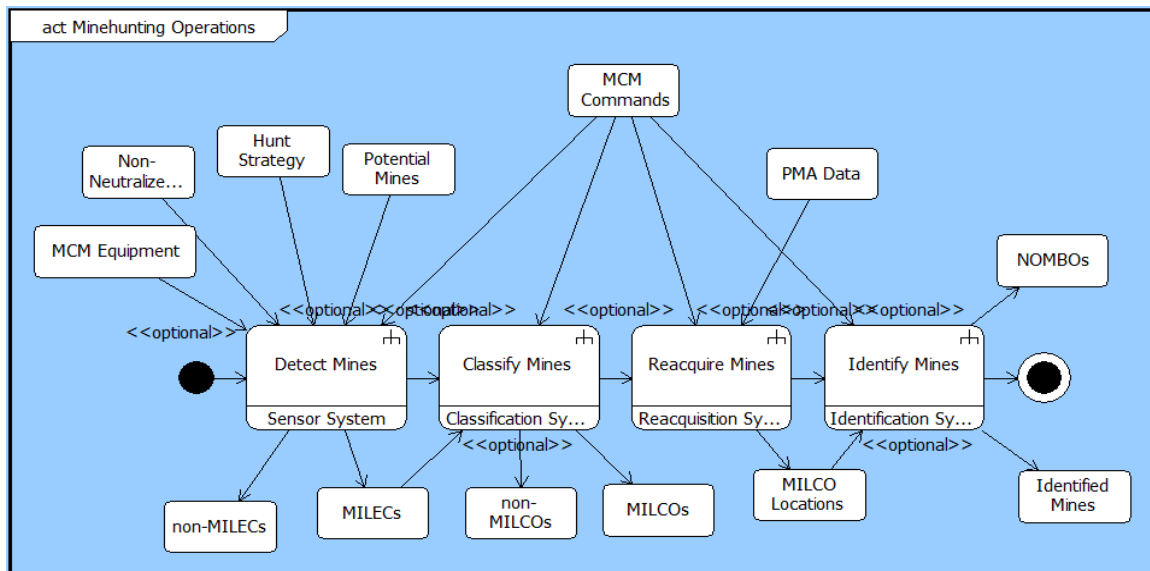 act Minehunting Operations
MCM
Commands
Hunt
Strategy
Non-
Neutralize...
Potential
Mines
PMA Data
MCM Equipment
NOMBOs
<<optional>>
<<optional>>
<<optional>>
<<optional>>
<<optional>>
<<optional>>
<<optional>>
Detect Mines
Classify Mines
Reacquire Mines
Identify Mines
Sensor System
Classification Sy...
Reacquisition Sy...
Identification Sy...
<<optional>>
<<optional>>
non-MILECs
MILECs
non-
MILCOs
MILCOs
MILCO
Locations
Identified
Mines